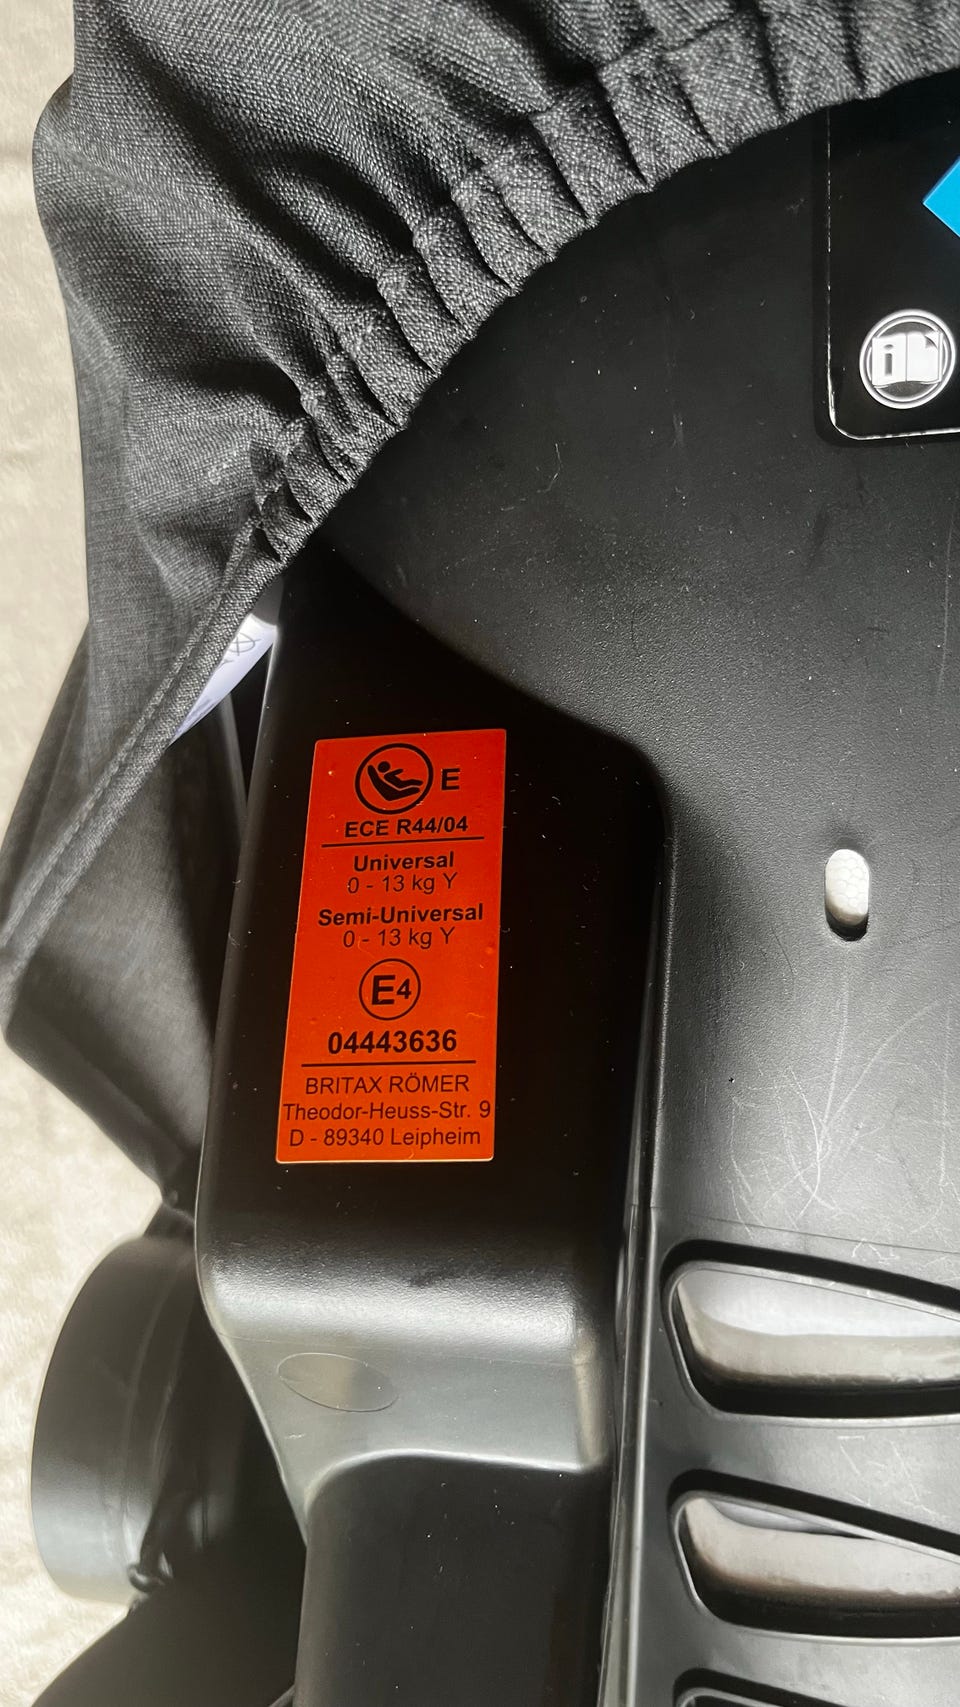 i
E
ECE R44/04
Universal
0 - 13 kg Y
Semi-Universal
0 - 13 kg Y
E4
04443636
BRITAX RÖMER
Theodor-Heuss-Str. 9
D - 89340 Leipheim